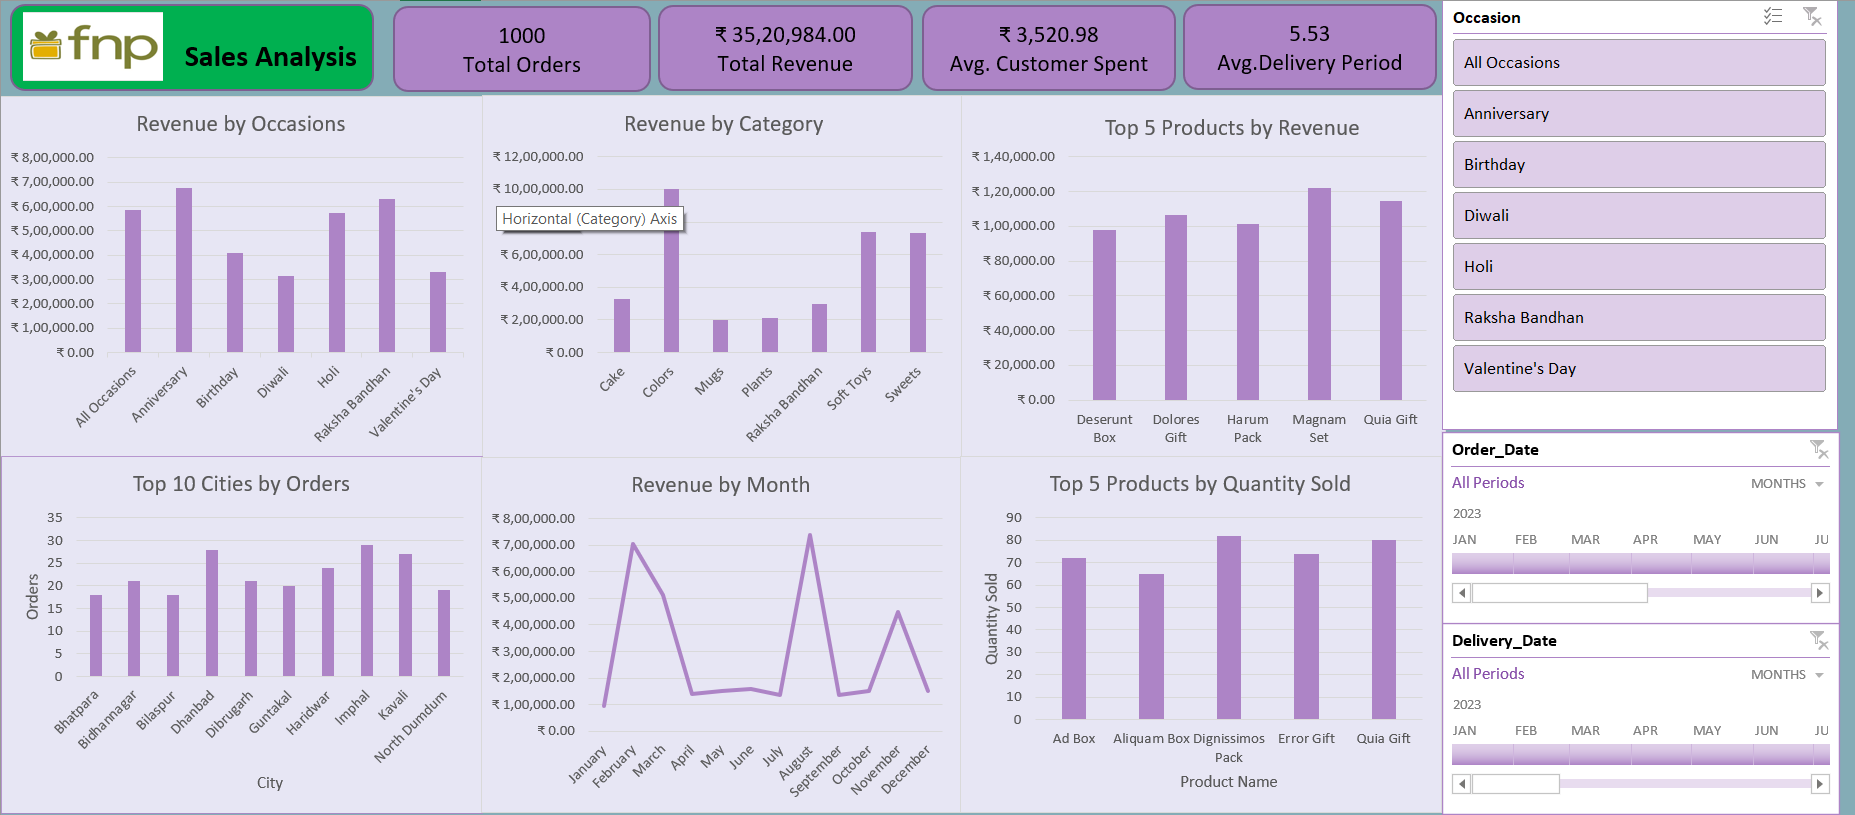 fnp
Sales Analysis
1000
Total Orders
₹ 35,20,984.00
Total Revenue
₹ 3,520.98
Avg. Customer Spent
5.53
Avg.Delivery Period
Revenue by Occasions
₹ 8,00,000.00
₹ 7,00,000.00
₹ 6,00,000.00
₹ 5,00,000.00
₹ 4,00,000.00
₹ 3,00,000.00
₹ 2,00,000.00
₹ 1,00,000.00
₹ 0.00
All Occasions
Anniversary
Birthday
Diwali
Holi
Raksha Bandhan
Valentine's Day
Revenue by Category
₹ 12,00,000.00
₹ 10,00,000.00
Horizontal (Category) Axis
₹ 6,00,000.00
₹ 4,00,000.00
₹ 2,00,000.00
₹ 0.00
Cake
Colors
Mugs
Plants
Raksha Bandhan
Soft Toys
Sweets
Top 5 Products by Revenue
₹ 1,40,000.00
₹ 1,20,000.00
₹ 1,00,000.00
₹ 80,000.00
₹ 60,000.00
₹ 40,000.00
₹ 20,000.00
₹ 0.00
Deserunt
Box
Dolores
Gift
Harum
Pack
Magnam
Set
Quia Gift
Top 10 Cities by Orders
Orders
35
30
25
20
15
10
5
0
Bhatpara
Bidhannagar
Bilaspur
Dhanbad
Dibrugarh
Guntakal
Haridwar
Imphal
Kavali
North Dumdum
City
Revenue by Month
₹ 8,00,000.00
₹ 7,00,000.00
₹ 6,00,000.00
₹ 5,00,000.00
₹ 4,00,000.00
₹ 3,00,000.00
₹ 2,00,000.00
₹ 1,00,000.00
₹ 0.00
January
February
March
April
May
June
July
August
September
October
November
December
Top 5 Products by Quantity Sold
Quantity Sold
90
80
70
60
50
40
30
20
10
0
Ad Box
Aliquam Box
Dignissimos
Pack
Error Gift
Quia Gift
Product Name
Occasion
All Occasions
Anniversary
Birthday
Diwali
Holi
Raksha Bandhan
Valentine's Day
Order_Date
All Periods MONTHS
2023
JAN FEB MAR APR MAY JUN JU
Delivery_Date
All Periods MONTHS
2023
JAN FEB MAR APR MAY JUN JU